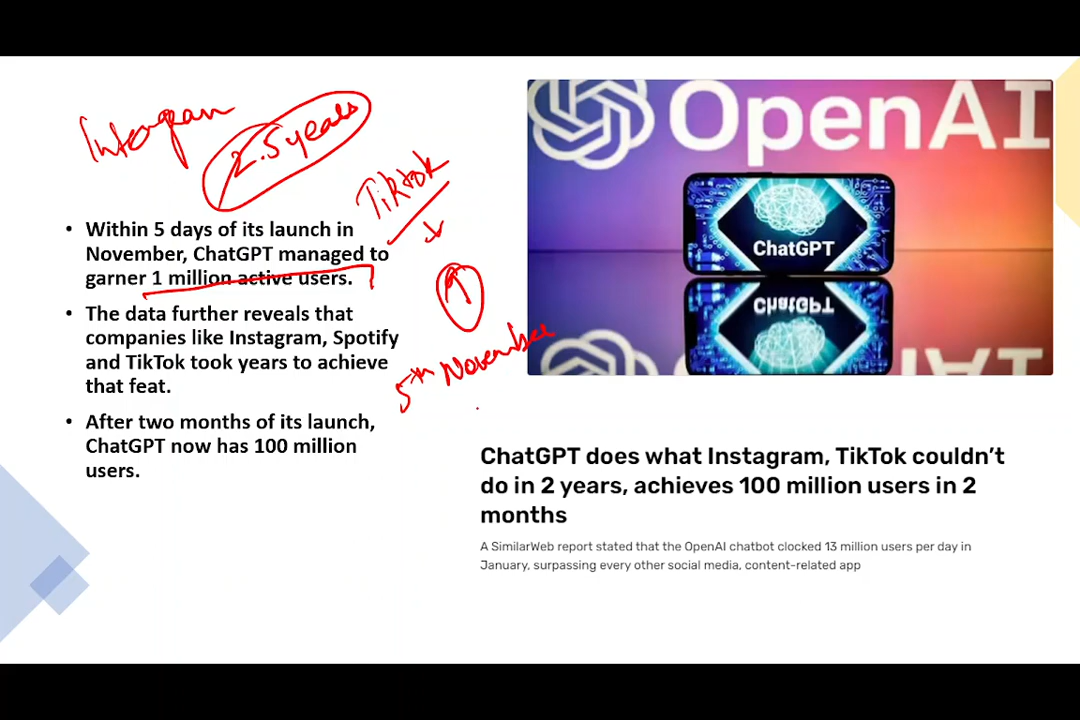 Instagram
2.5 years
Tiktok
• Within 5 days of its launch in
November, ChatGPT managed to
garner 1 million active users.
• The data further reveals that
companies like Instagram, Spotify
and TikTok took years to achieve
that feat.
• After two months of its launch,
ChatGPT now has 100 million
users.
5th November
OpenAI
ChatGPT
ChatGPT does what Instagram, TikTok couldn't
do in 2 years, achieves 100 million users in 2
months
A SimilarWeb report stated that the OpenAI chatbot clocked 13 million users per day in
January, surpassing every other social media, content-related app